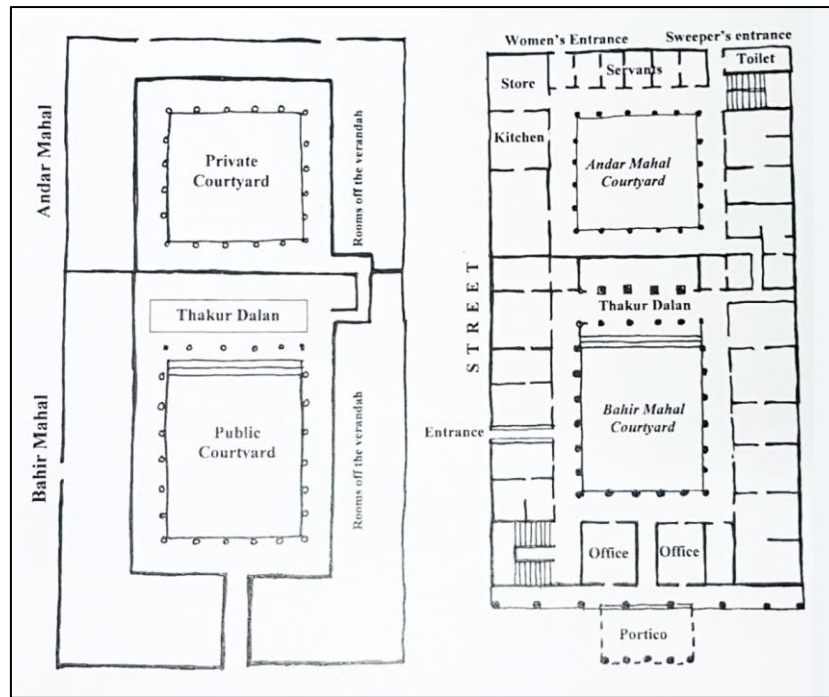 Andar Mahal
Private
Courtyard
Rooms off the verandah
Thakur Dalan
Bahir Mahal
Public
Courtyard
Rooms off the verandah
Women's Entrance
Sweeper's entrance
Store
Servants
Toilet
Kitchen
Andar Mahal
Courtyard
STREET
Thakur Dalan
Entrance
Bahir Mahal
Courtyard
Office
Office
Portico